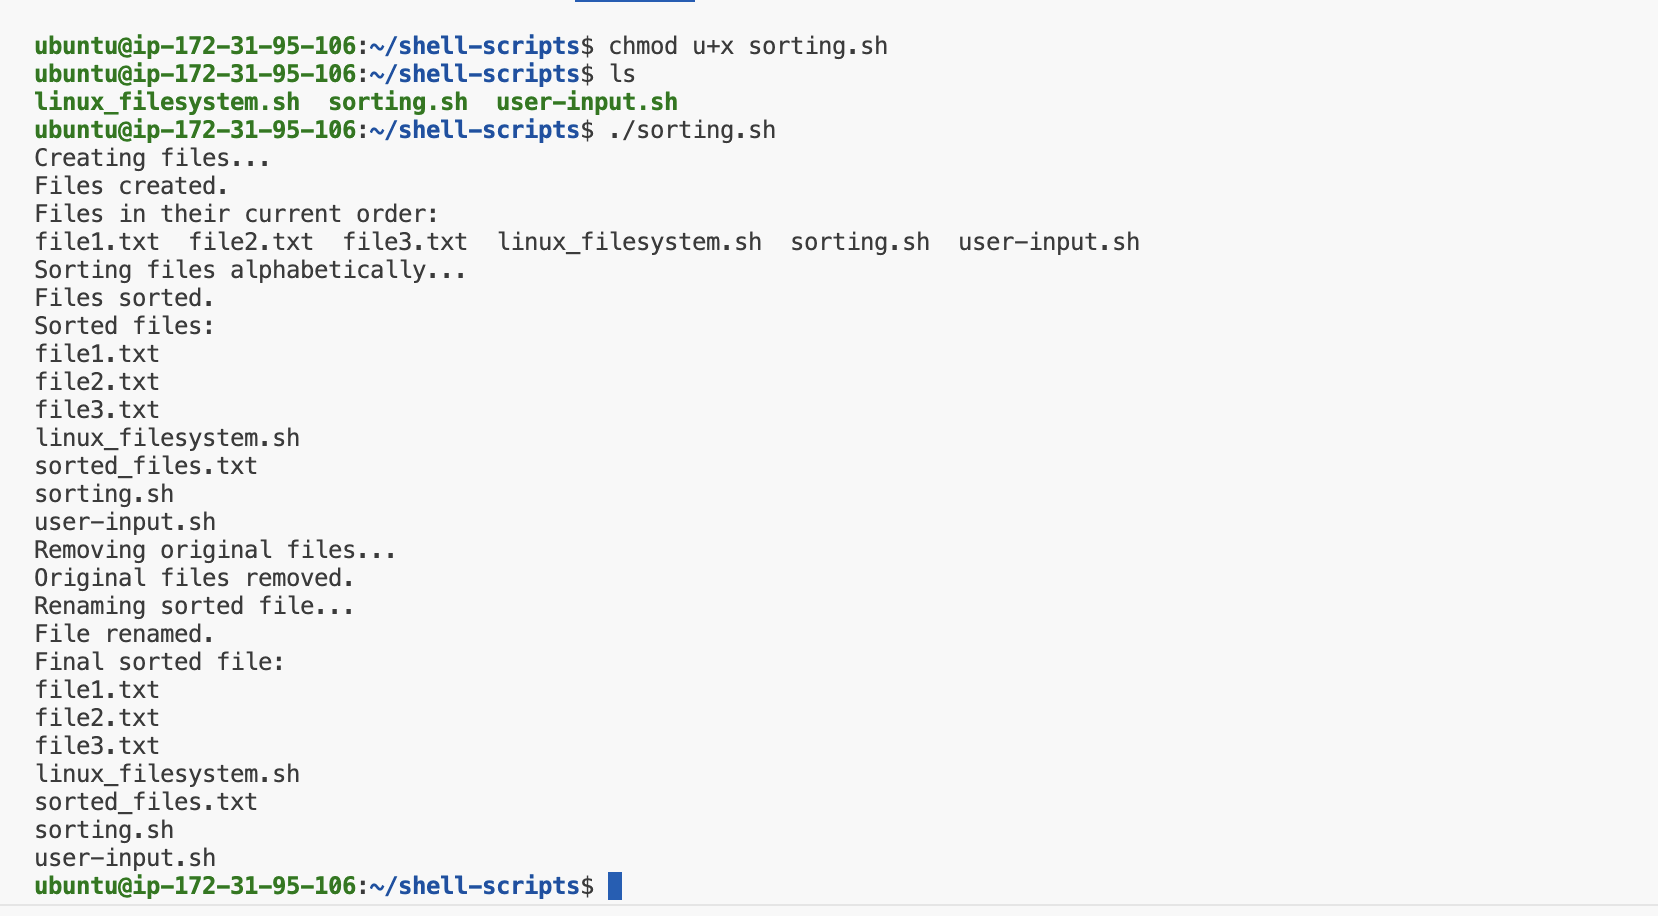 ubuntu@ip-172-31-95-106:~/shell-scripts$ chmod u+x sorting.sh
ubuntu@ip-172-31-95-106:~/shell-scripts$ ls
linux_filesystem.sh  sorting.sh  user-input.sh
ubuntu@ip-172-31-95-106:~/shell-scripts$ ./sorting.sh
Creating files...
Files created.
Files in their current order:
file1.txt  file2.txt  file3.txt  linux_filesystem.sh  sorting.sh  user-input.sh
Sorting files alphabetically...
Files sorted.
Sorted files:
file1.txt
file2.txt
file3.txt
linux_filesystem.sh
sorted_files.txt
sorting.sh
user-input.sh
Removing original files...
Original files removed.
Renaming sorted file...
File renamed.
Final sorted file:
file1.txt
file2.txt
file3.txt
linux_filesystem.sh
sorted_files.txt
sorting.sh
user-input.sh
ubuntu@ip-172-31-95-106:~/shell-scripts$